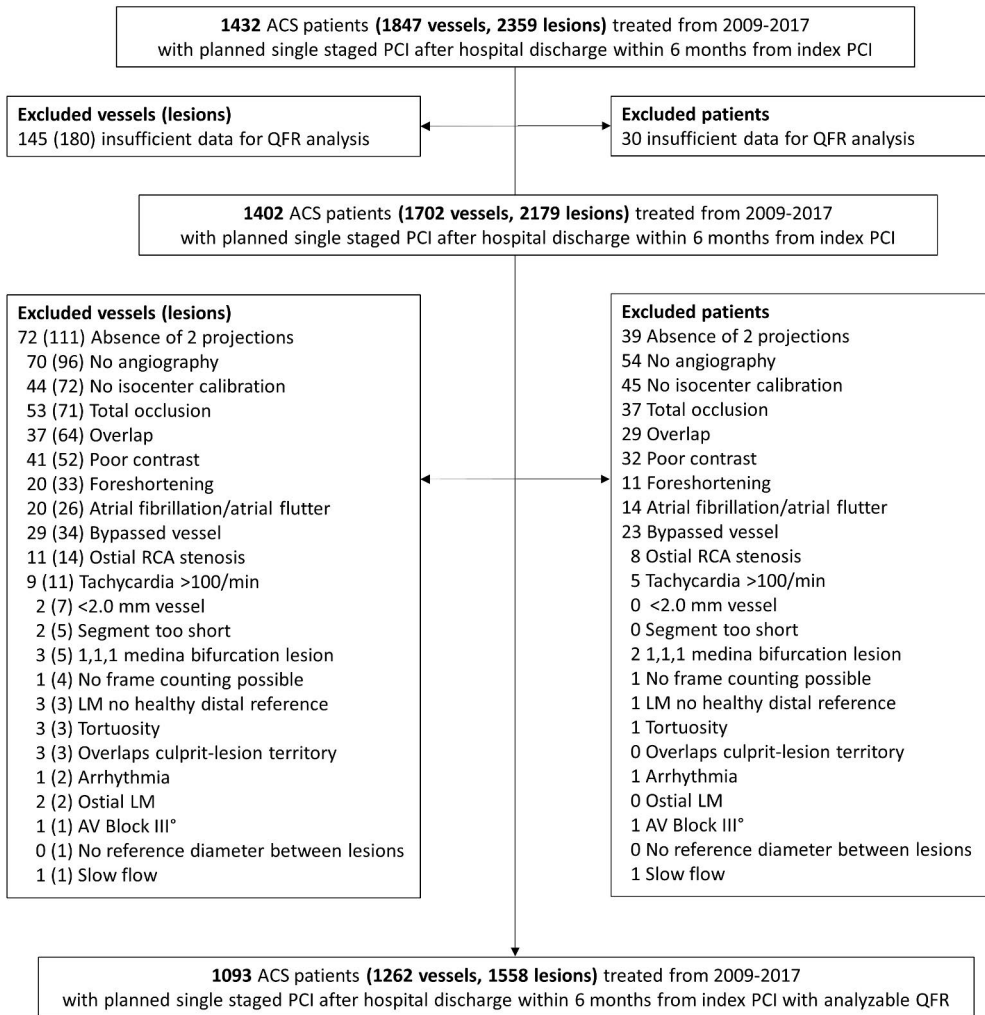 1432 ACS patients (1847 vessels, 2359 lesions) treated from 2009-2017
with planned single staged PCI after hospital discharge within 6 months from index PCI
Excluded vessels (lesions)
145 (180) insufficient data for QFR analysis
Excluded patients
30 insufficient data for QFR analysis
1402 ACS patients (1702 vessels, 2179 lesions) treated from 2009-2017
with planned single staged PCI after hospital discharge within 6 months from index PCI
Excluded vessels (lesions)
72 (111) Absence of 2 projections
70 (96) No angiography
44 (72) No isocenter calibration
53 (71) Total occlusion
37 (64) Overlap
41 (52) Poor contrast
20 (33) Foreshortening
20 (26) Atrial fibrillation/atrial flutter
29 (34) Bypassed vessel
11 (14) Ostial RCA stenosis
9 (11) Tachycardia >100/min
2 (7) <2.0 mm vessel
2 (5) Segment too short
3 (5) 1,1,1 medina bifurcation lesion
1 (4) No frame counting possible
3 (3) LM no healthy distal reference
3 (3) Tortuosity
3 (3) Overlaps culprit-lesion territory
1 (2) Arrhythmia
2 (2) Ostial LM
1 (1) AV Block III°
0 (1) No reference diameter between lesions
1 (1) Slow flow
Excluded patients
39 Absence of 2 projections
54 No angiography
45 No isocenter calibration
37 Total occlusion
29 Overlap
32 Poor contrast
11 Foreshortening
14 Atrial fibrillation/atrial flutter
23 Bypassed vessel
8 Ostial RCA stenosis
5 Tachycardia >100/min
0 <2.0 mm vessel
0 Segment too short
2 1,1,1 medina bifurcation lesion
1 No frame counting possible
1 LM no healthy distal reference
1 Tortuosity
0 Overlaps culprit-lesion territory
1 Arrhythmia
0 Ostial LM
1 AV Block III°
0 No reference diameter between lesions
1 Slow flow
1093 ACS patients (1262 vessels, 1558 lesions) treated from 2009-2017
with planned single staged PCI after hospital discharge within 6 months from index PCI with analyzable QFR